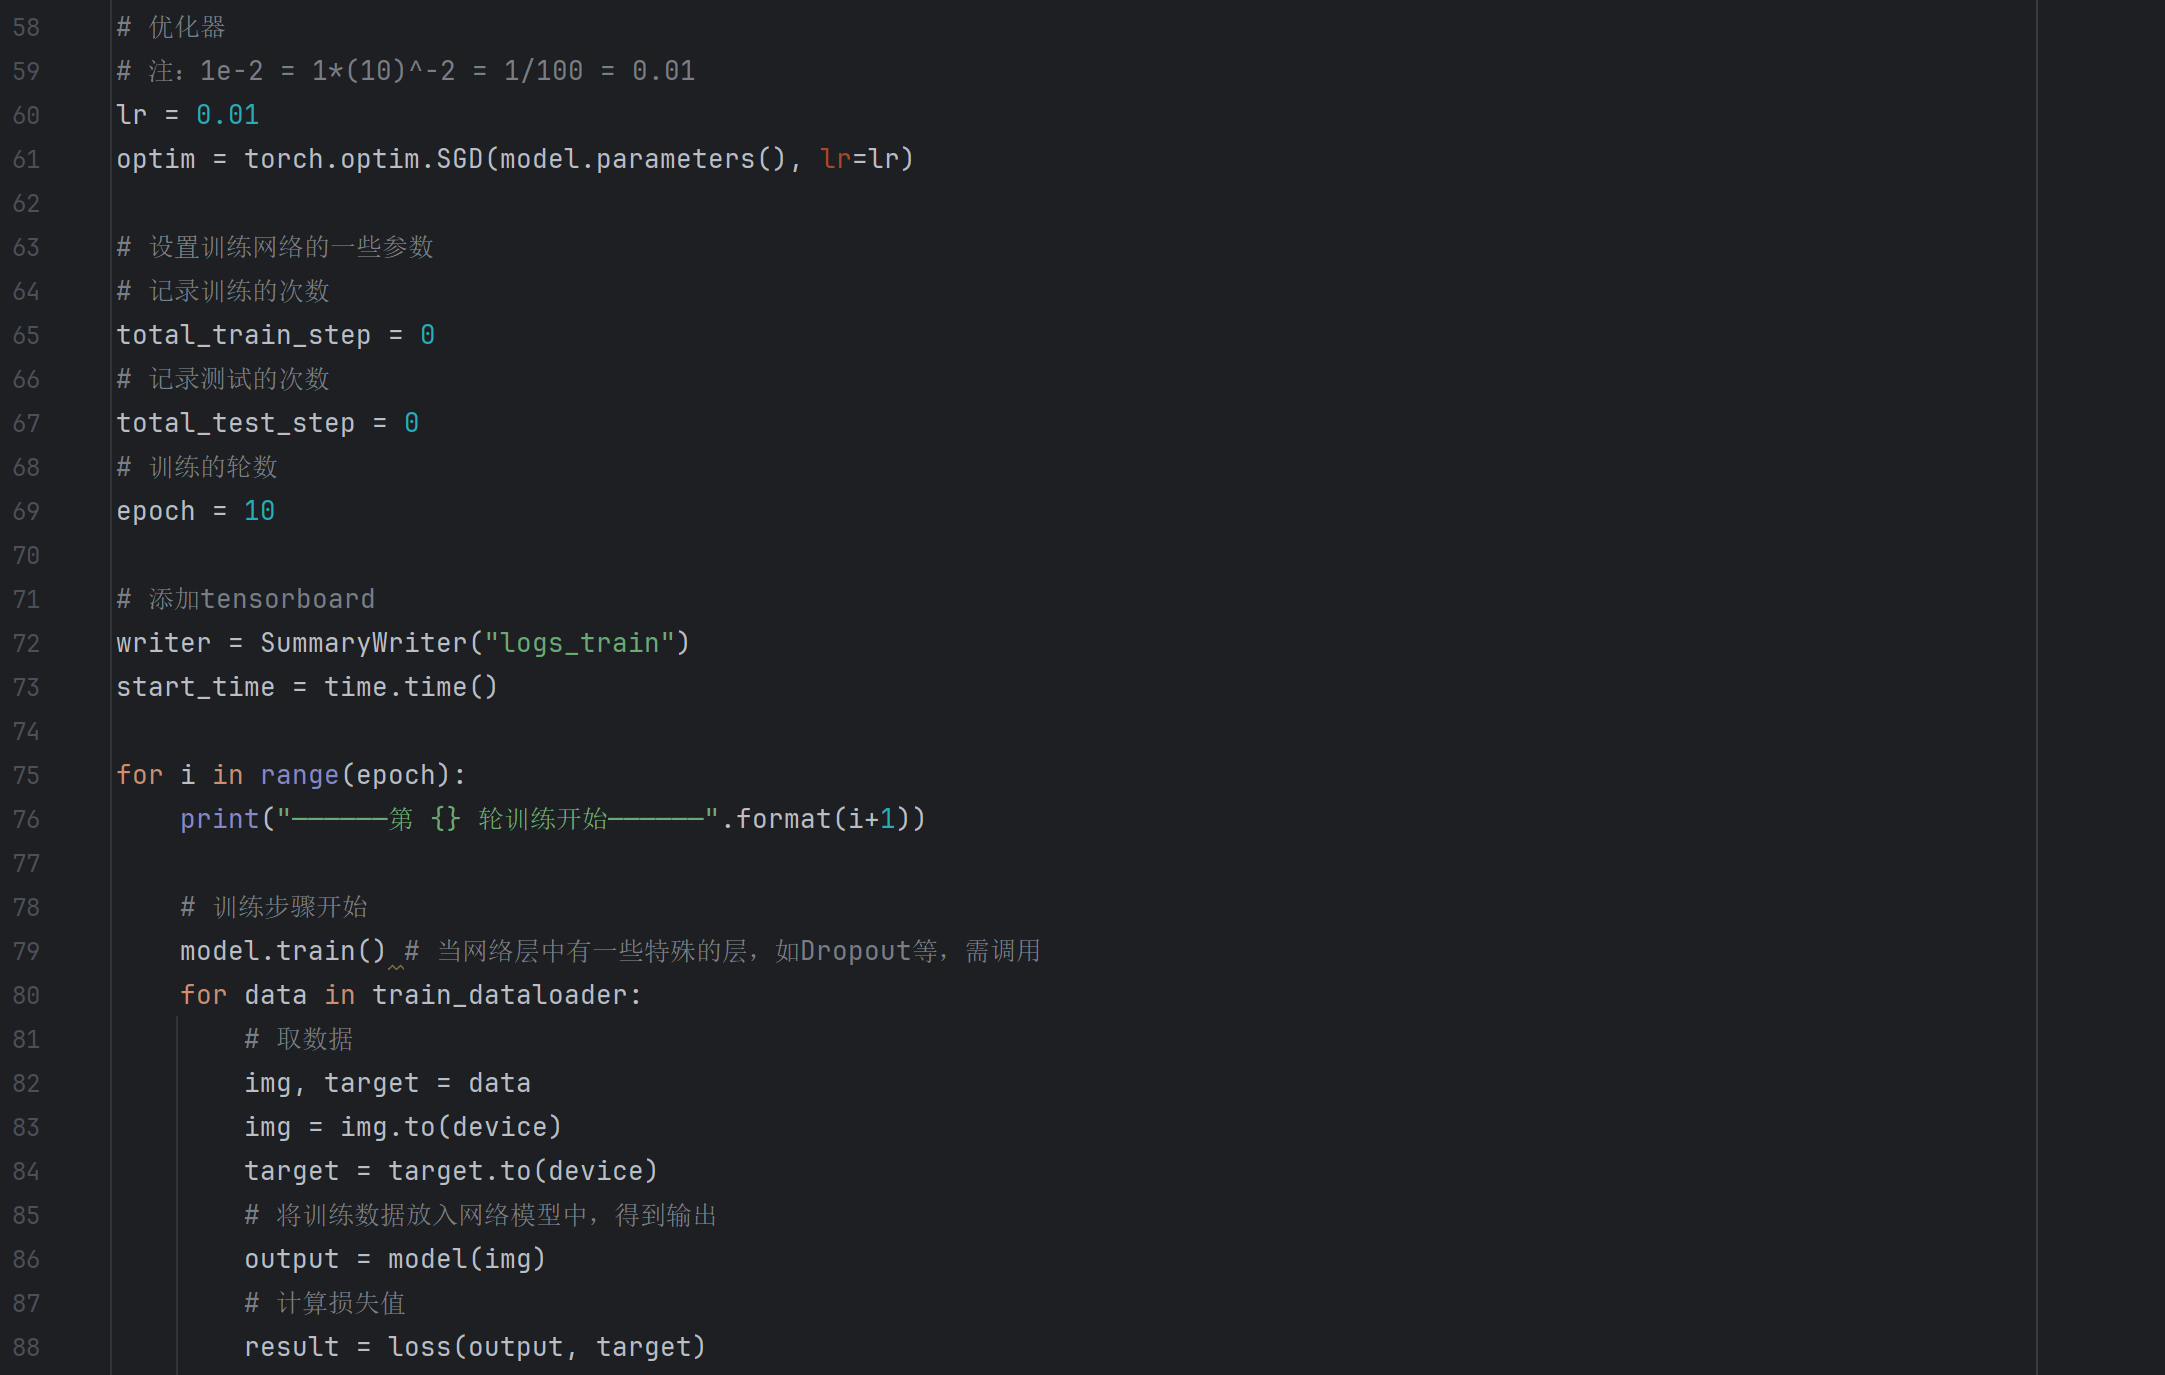 58 # 优化器
59 # 注：1e-2 = 1*(10)^-2 = 1/100 = 0.01
60 lr = 0.01
61 optim = torch.optim.SGD(model.parameters(), lr=lr)
62
63 # 设置训练网络的一些参数
64 # 记录训练的次数
65 total_train_step = 0
66 # 记录测试的次数
67 total_test_step = 0
68 # 训练的轮数
69 epoch = 10
70
71 # 添加tensorboard
72 writer = SummaryWriter("logs_train")
73 start_time = time.time()
74
75 for i in range(epoch):
76     print("——————第 {} 轮训练开始——————".format(i+1))
77
78     # 训练步骤开始
79     model.train() # 当网络层中有一些特殊的层，如Dropout等，需调用
80     for data in train_dataloader:
81         # 取数据
82         img, target = data
83         img = img.to(device)
84         target = target.to(device)
85         # 将训练数据放入网络模型中，得到输出
86         output = model(img)
87         # 计算损失值
88         result = loss(output, target)